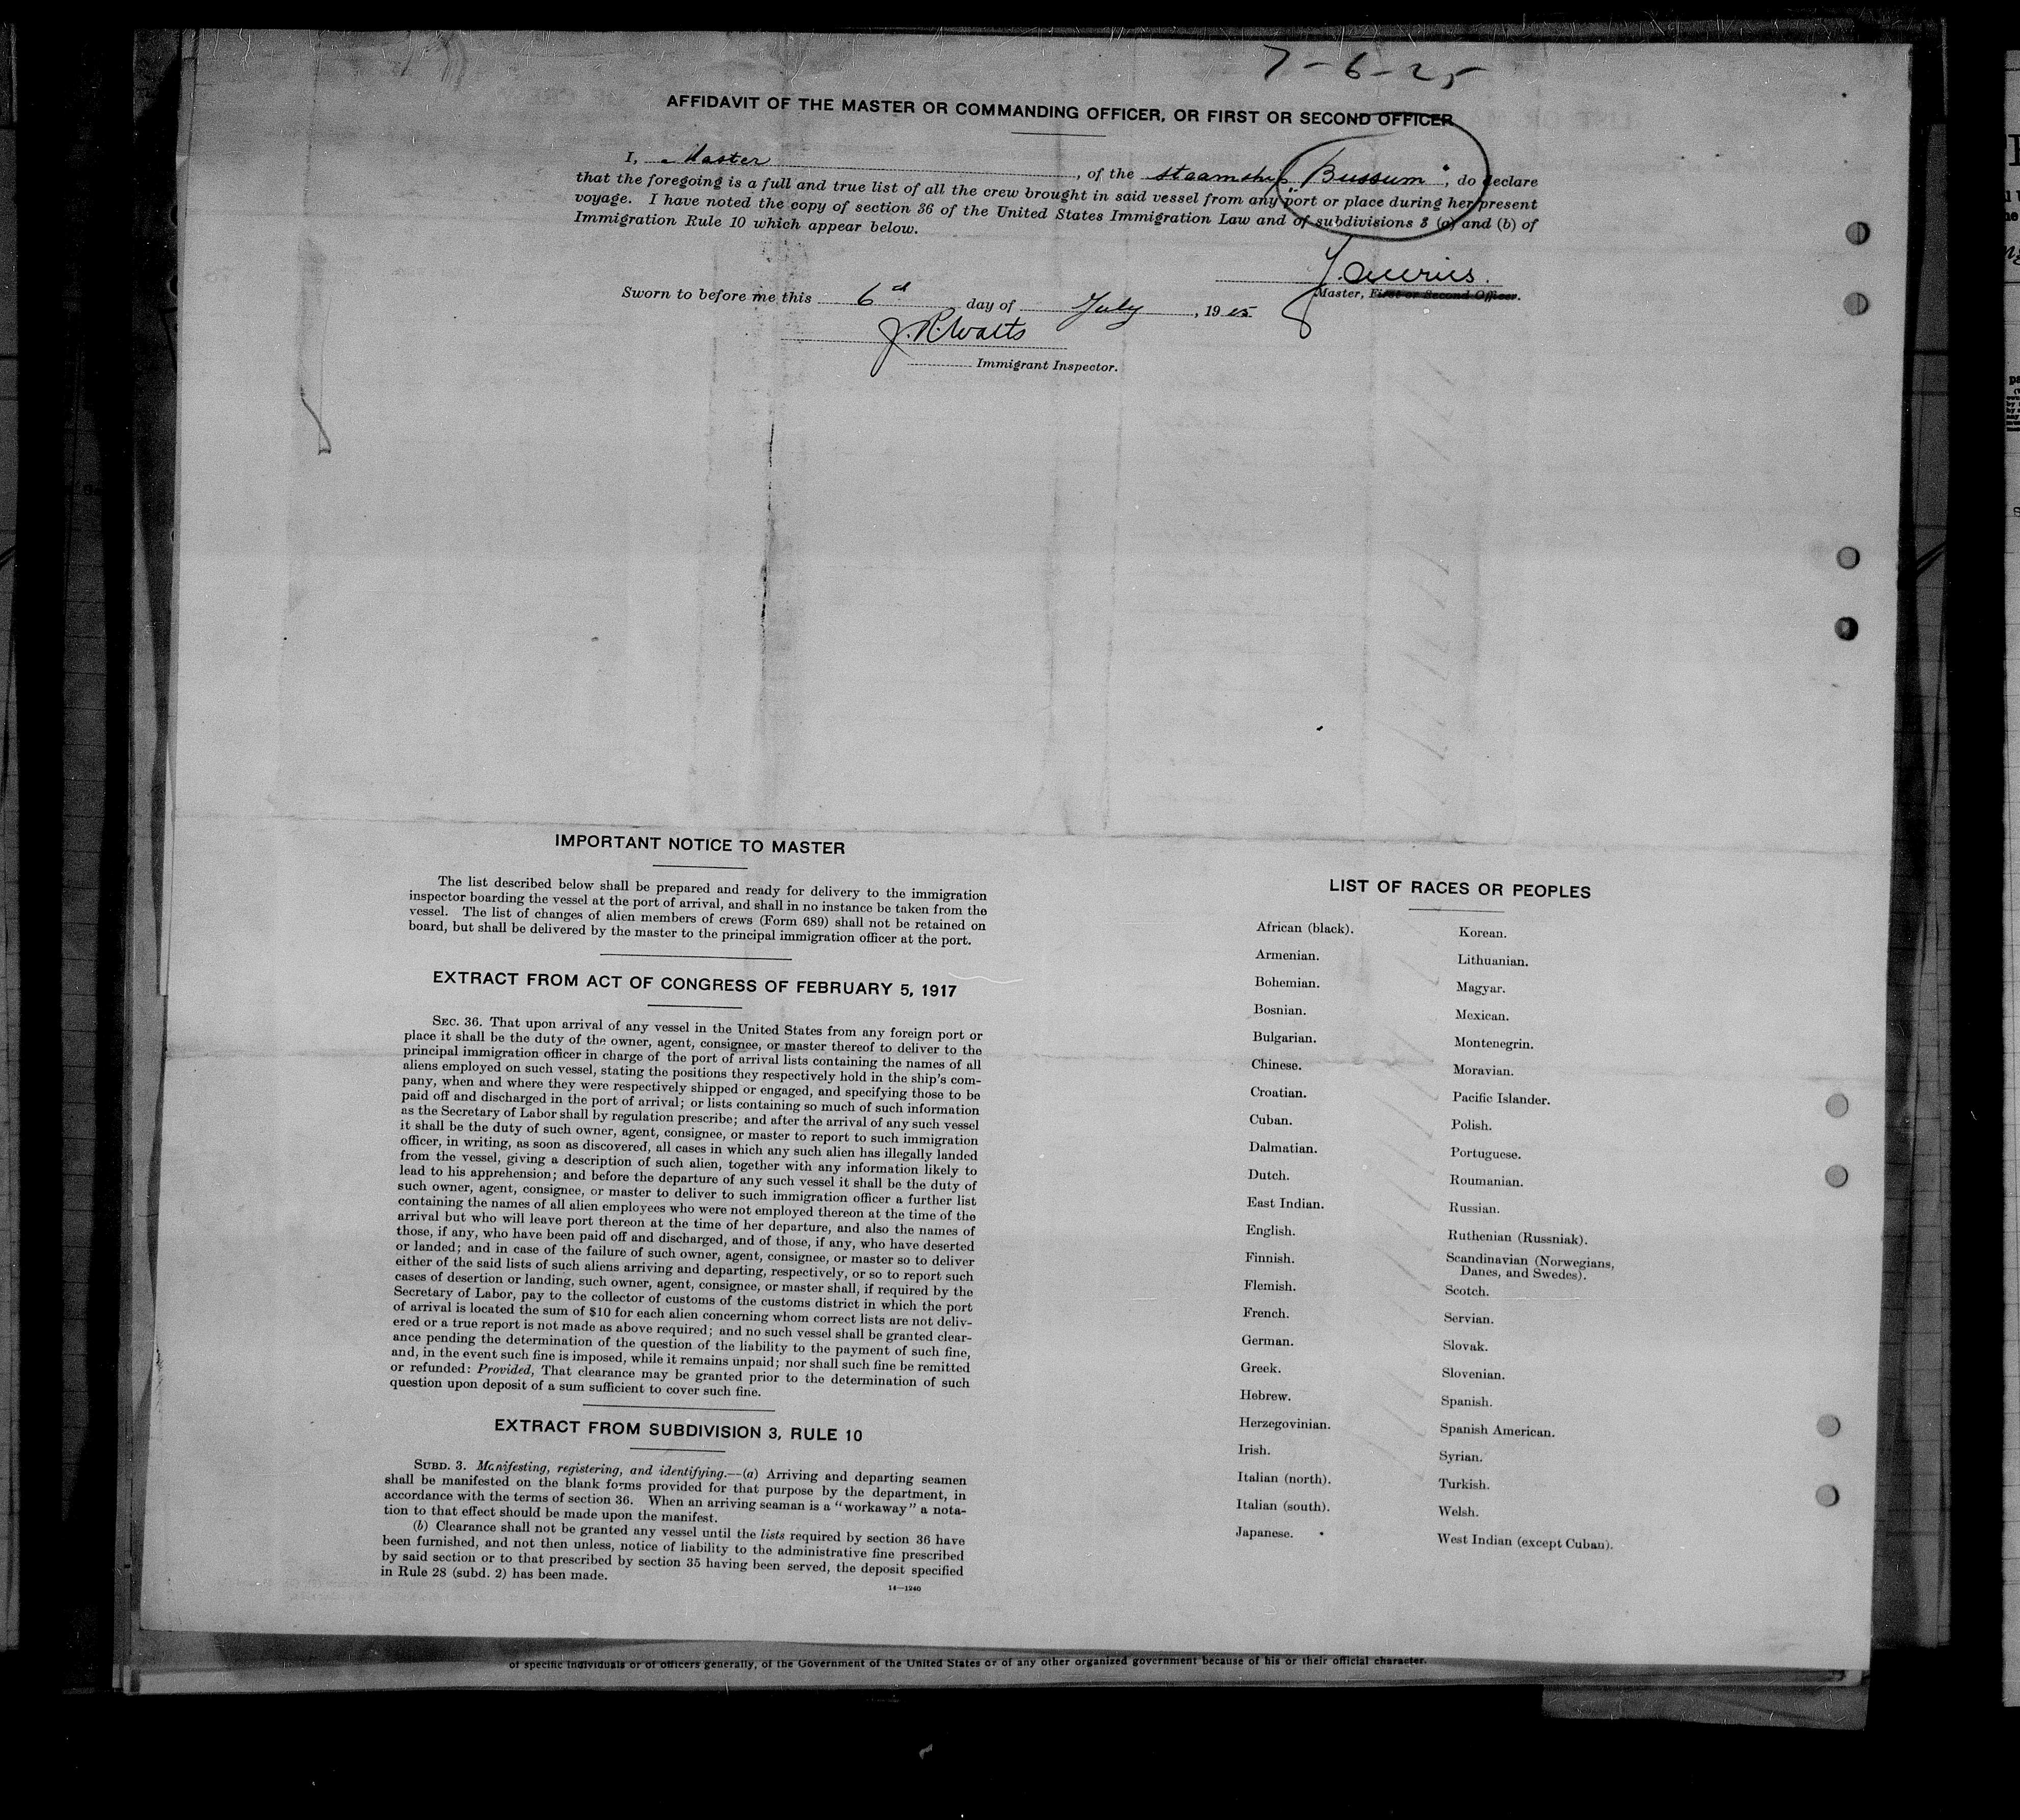 7-6-25
AFFIDAVIT OF THE MASTER OR COMMANDING OFFICER, OR FIRST OR SECOND OFFICER
I, Master, of the steamship „Bussum", do declare
that the foregoing is a full and true list of all the crew brought in said vessel from any port or place during her present
voyage. I have noted the copy of section 36 of the United States Immigration Law and of subdivisions 3 (a) and (b) of
Immigration Rule 10 which appear below.
Master, First or Second Officer.
Sworn to before me this 6 day of July, 1925
J. R. Watts
Immigrant Inspector.
IMPORTANT NOTICE TO MASTER
The list described below shall be prepared and ready for delivery to the immigration
inspector boarding the vessel at the port of arrival, and shall in no instance be taken from the
vessel. The list of changes of alien members of crews (Form 689) shall not be retained on
board, but shall be delivered by the master to the principal immigration officer at the port.
EXTRACT FROM ACT OF CONGRESS OF FEBRUARY 5, 1917
SEC. 36. That upon arrival of any vessel in the United States from any foreign port or
place it shall be the duty of the owner, agent, consignee, or master thereof to deliver to the
principal immigration officer in charge of the port of arrival lists containing the names of all
aliens employed on such vessel, stating the positions they respectively hold in the ship's com-
pany, when and where they were respectively shipped or engaged, and specifying those to be
paid off and discharged in the port of arrival; or lists containing so much of such information
as the Secretary of Labor shall by regulation prescribe; and after the arrival of any such vessel
it shall be the duty of such owner, agent, consignee, or master to report to such immigration
officer, in writing, as soon as discovered, all cases in which any such alien has illegally landed
from the vessel, giving a description of such alien, together with any information likely to
lead to his apprehension; and before the departure of any such vessel it shall be the duty of
such owner, agent, consignee, or master to deliver to such immigration officer a further list
containing the names of all alien employees who were not employed thereon at the time of the
arrival but who will leave port thereon at the time of her departure, and also the names of
those, if any, who have been paid off and discharged, and of those, if any, who have deserted
or landed; and in case of the failure of such owner, agent, consignee, or master so to deliver
either of the said lists of such aliens arriving and departing, respectively, or so to report such
cases of desertion or landing, such owner, agent, consignee, or master shall, if required by the
Secretary of Labor, pay to the collector of customs of the customs district in which the port
of arrival is located the sum of $10 for each alien concerning whom correct lists are not deliv-
ered or a true report is not made as above required; and no such vessel shall be granted clear-
ance pending the determination of the question of the liability to the payment of such fine,
and, in the event such fine is imposed, while it remains unpaid; nor shall such fine be remitted
or refunded: Provided, That clearance may be granted prior to the determination of such
question upon deposit of a sum sufficient to cover such fine.
EXTRACT FROM SUBDIVISION 3, RULE 10
SUBD. 3. Manifesting, registering, and identifying.—(a) Arriving and departing seamen
shall be manifested on the blank forms provided for that purpose by the department, in
accordance with the terms of section 36. When an arriving seaman is a "workaway" a nota-
tion to that effect should be made upon the manifest.
(b) Clearance shall not be granted any vessel until the lists required by section 36 have
been furnished, and not then unless, notice of liability to the administrative fine prescribed
by said section or to that prescribed by section 35 having been served, the deposit specified
in Rule 28 (subd. 2) has been made.
14—1240
LIST OF RACES OR PEOPLES
African (black).
Armenian.
Bohemian.
Bosnian.
Bulgarian.
Chinese.
Croatian.
Cuban.
Dalmatian.
Dutch.
East Indian.
English.
Finnish.
Flemish.
French.
German.
Greek.
Hebrew.
Herzegovinian.
Irish.
Italian (north).
Italian (south).
Japanese.
Korean.
Lithuanian.
Magyar.
Mexican.
Montenegrin.
Moravian.
Pacific Islander.
Polish.
Portuguese.
Roumanian.
Russian.
Ruthenian (Russniak).
Scandinavian (Norwegians,
Danes, and Swedes).
Scotch.
Servian.
Slovak.
Slovenian.
Spanish.
Spanish American.
Syrian.
Turkish.
Welsh.
West Indian (except Cuban).
of specific individuals or of officers generally, of the Government of the United States or of any other organized government because of his or their official character.